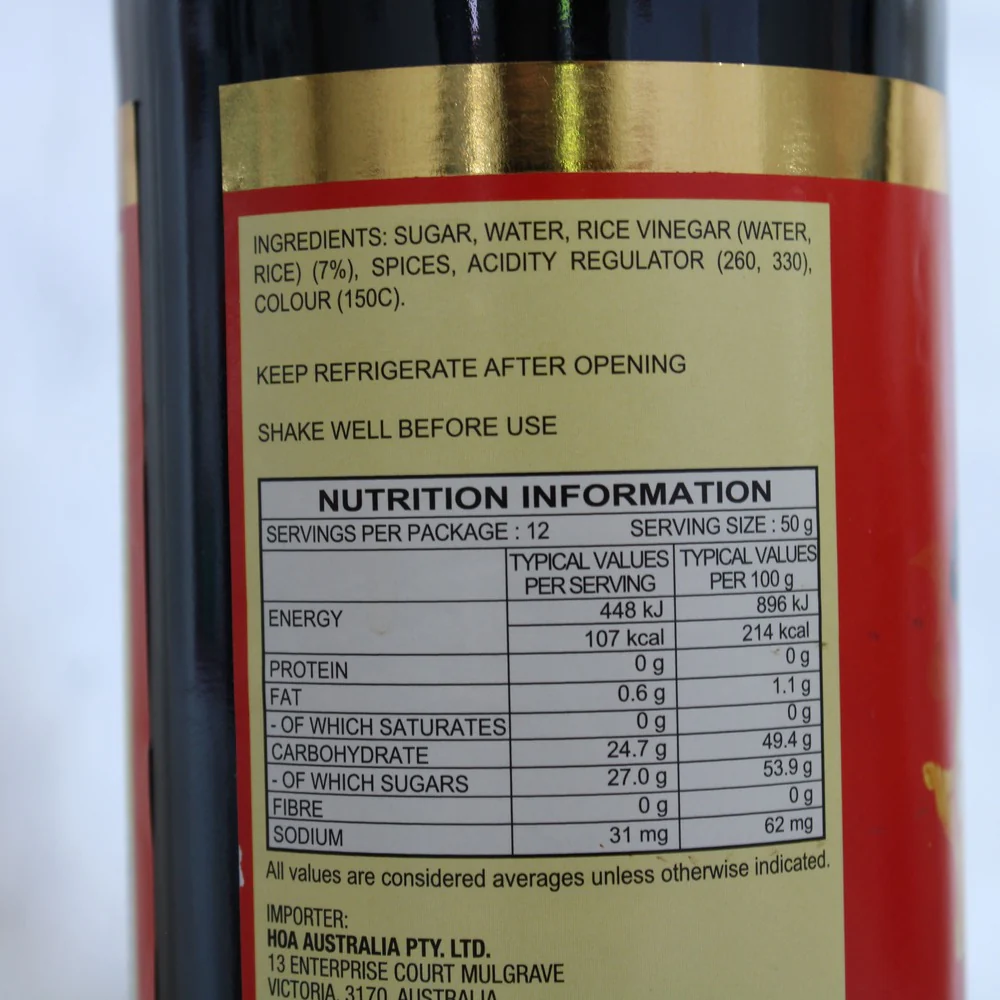 INGREDIENTS: SUGAR, WATER, RICE VINEGAR (WATER,
RICE) (7%), SPICES, ACIDITY REGULATOR (260, 330),
COLOUR (150C).
KEEP REFRIGERATE AFTER OPENING
SHAKE WELL BEFORE USE
NUTRITION INFORMATION
SERVINGS PER PACKAGE : 12 SERVING SIZE : 50 g
TYPICAL VALUES TYPICAL VALUES
PER SERVING PER 100 g
ENERGY 448 kJ 896 kJ
107 kcal 214 kcal
PROTEIN 0 g 0 g
FAT 0.6 g 1.1 g
- OF WHICH SATURATES 0 g 0 g
CARBOHYDRATE 24.7 g 49.4 g
- OF WHICH SUGARS 27.0 g 53.9 g
FIBRE 0 g 0 g
SODIUM 31 mg 62 mg
All values are considered averages unless otherwise indicated.
IMPORTER:
HOA AUSTRALIA PTY. LTD.
13 ENTERPRISE COURT MULGRAVE
VICTORIA, 3170, AUSTRALIA